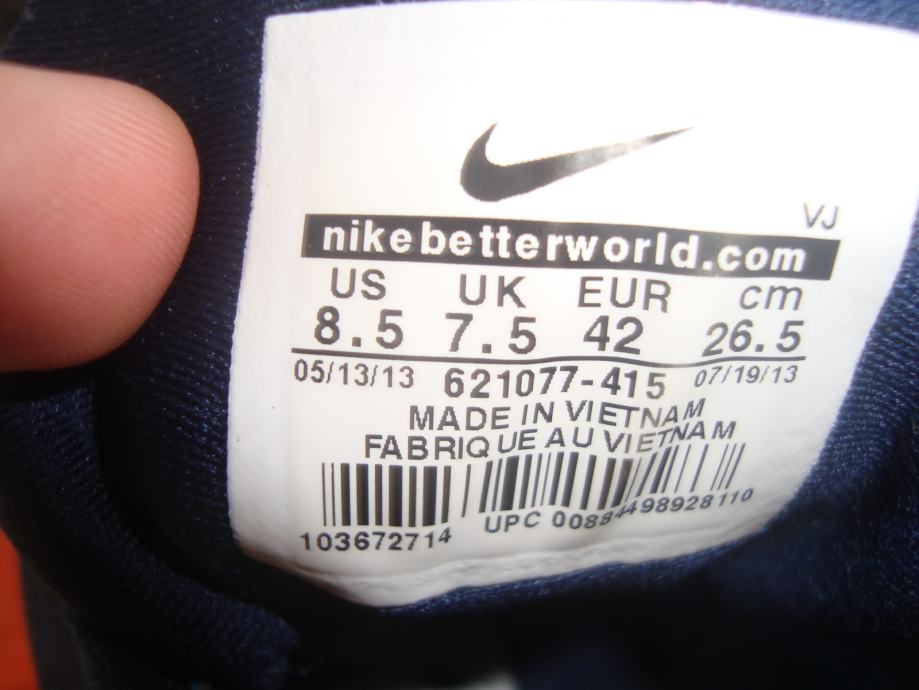 VJ
nikebetterworld.com
US UK EUR cm
8.5 7.5 42 26.5
05/13/13 621077-415 07/19/13
MADE IN VIETNAM
FABRIQUE AU VIETNAM
103672714 UPC 00884498928110